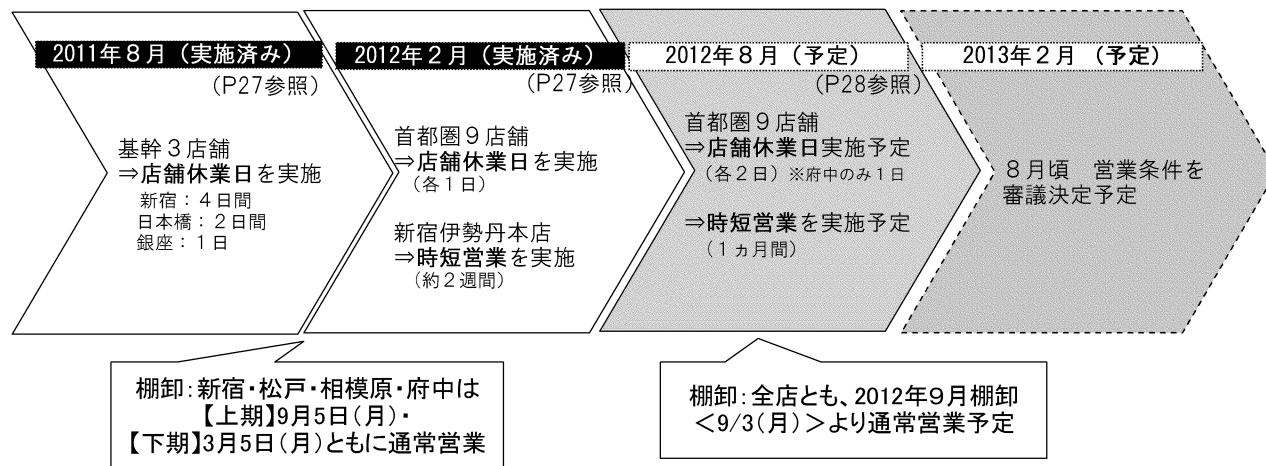 2011年８月（実施済み）
(P27参照)
基幹３店舗
⇒店舗休業日を実施
新宿：４日間
日本橋：２日間
銀座：１日
2012年２月（実施済み）
(P27参照)
首都圏９店舗
⇒店舗休業日を実施
（各１日）
新宿伊勢丹本店
⇒時短営業を実施
（約２週間）
2012年８月（予定）
(P28参照)
首都圏９店舗
⇒店舗休業日実施予定
（各２日）※府中のみ１日
⇒時短営業を実施予定
（１ヵ月間）
2013年２月（予定）
８月頃　営業条件を
審議決定予定
棚卸：新宿・松戸・相模原・府中は
【上期】9月5日（月）・
【下期】3月5日（月）ともに通常営業
棚卸：全店とも、2012年９月棚卸
＜9/3（月）＞より通常営業予定